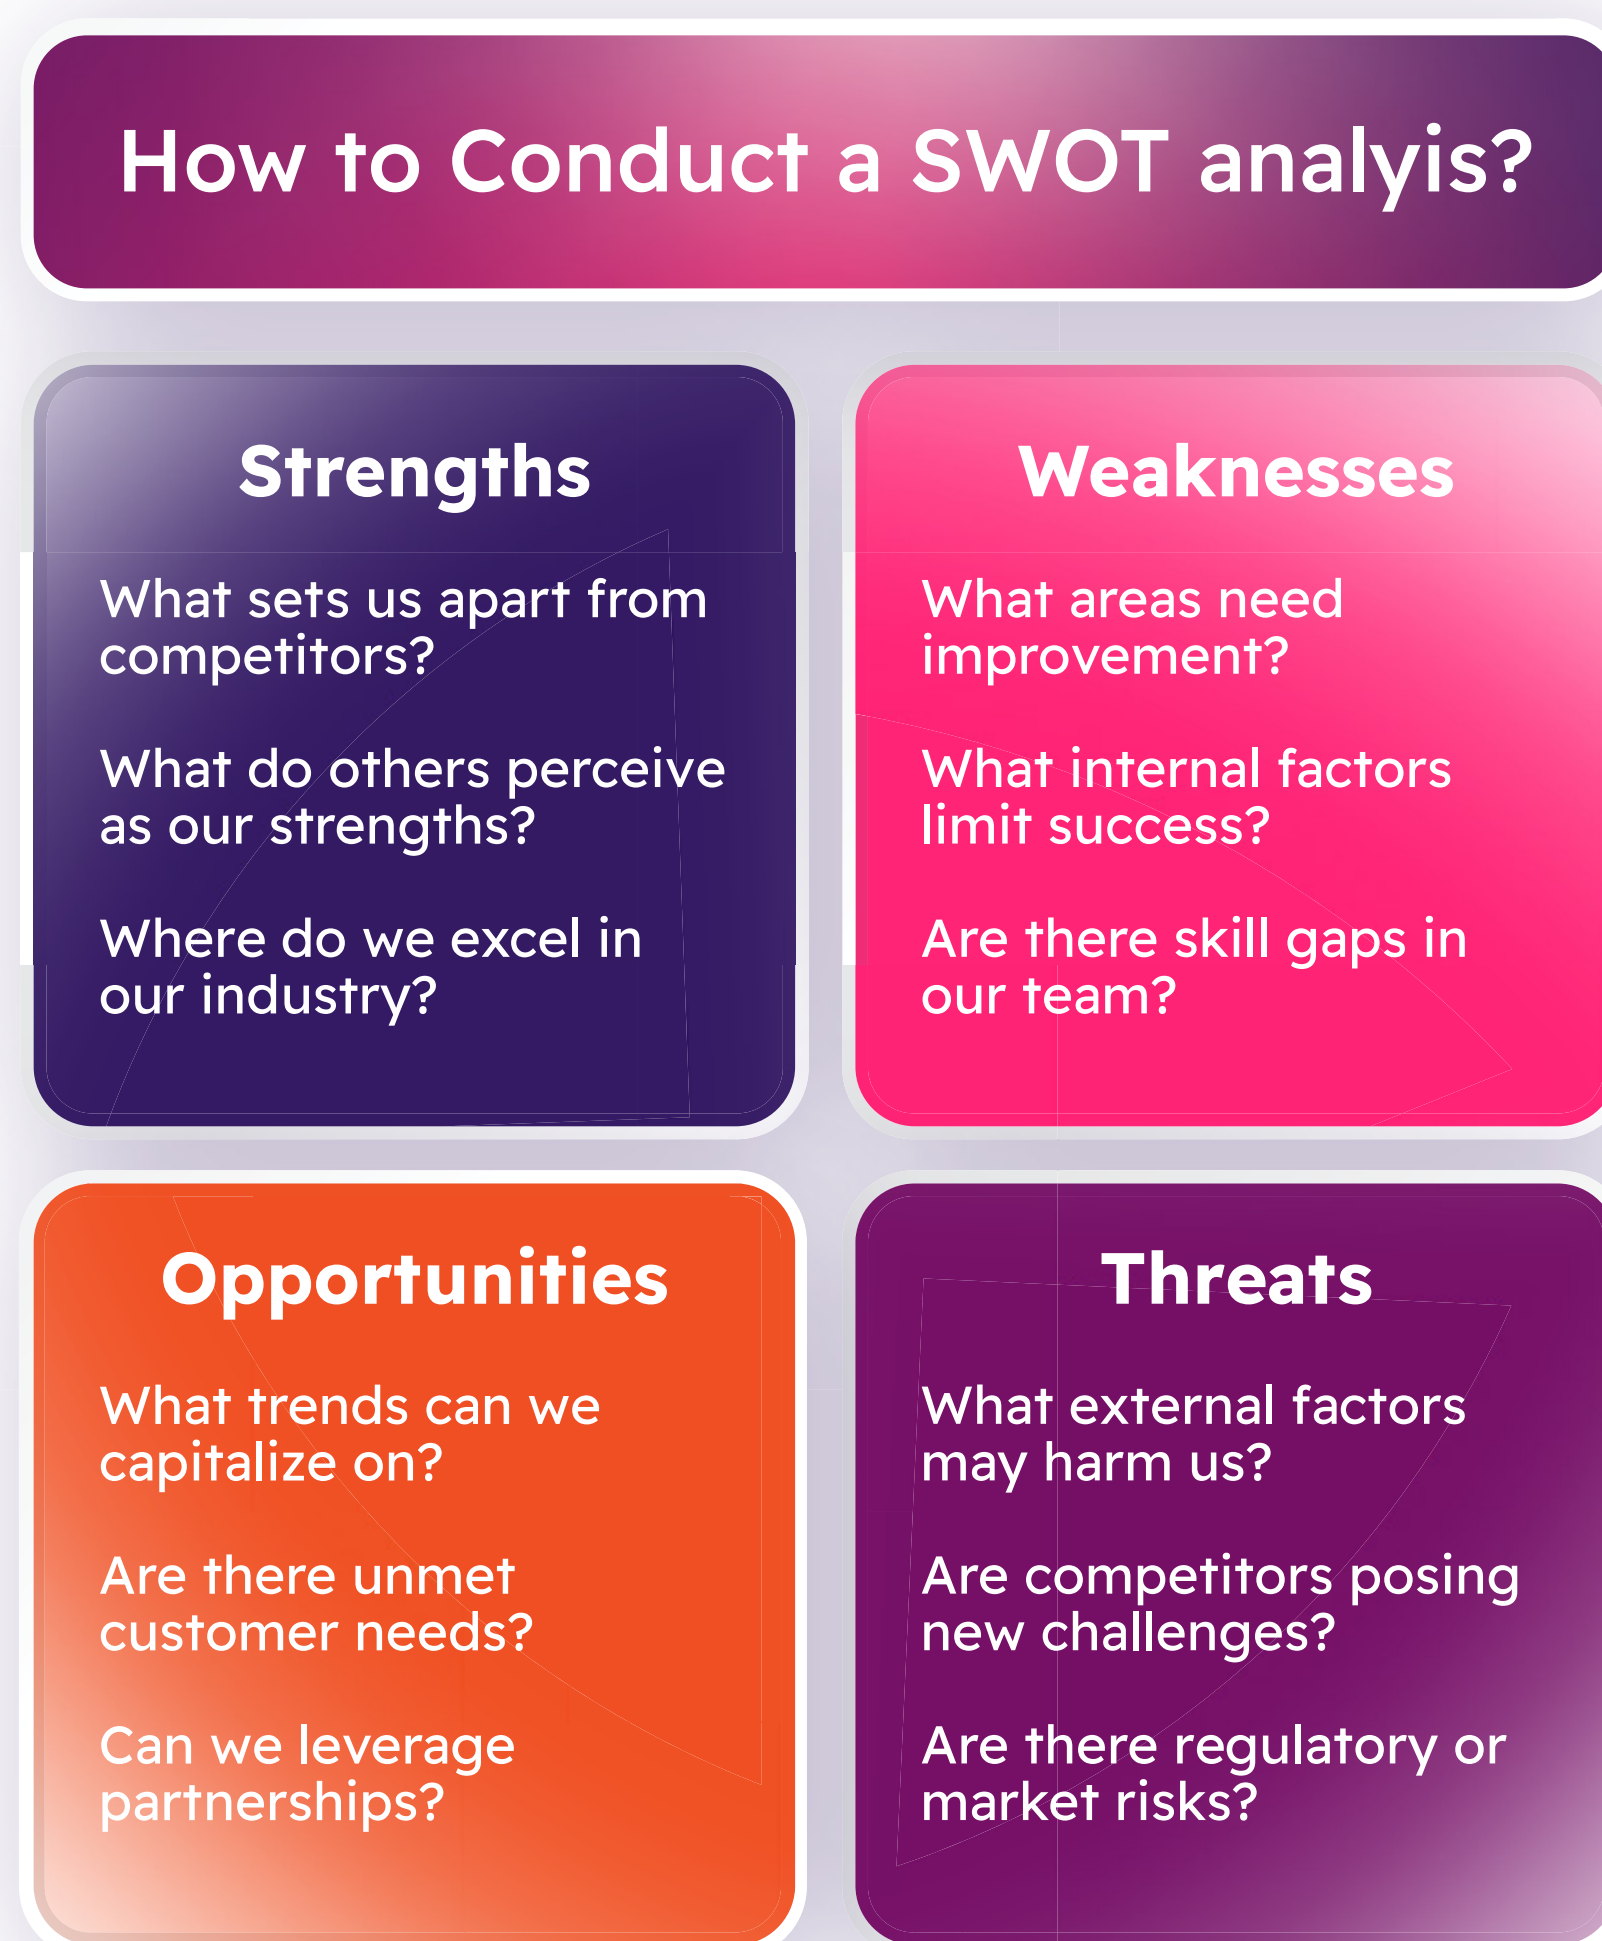 How to Conduct a SWOT analyis?
Strengths
What sets us apart from
competitors?
What do others perceive
as our strengths?
Where do we excel in
our industry?
Weaknesses
What areas need
improvement?
What internal factors
limit success?
Are there skill gaps in
our team?
Opportunities
What trends can we
capitalize on?
Are there unmet
customer needs?
Can we leverage
partnerships?
Threats
What external factors
may harm us?
Are competitors posing
new challenges?
Are there regulatory or
market risks?